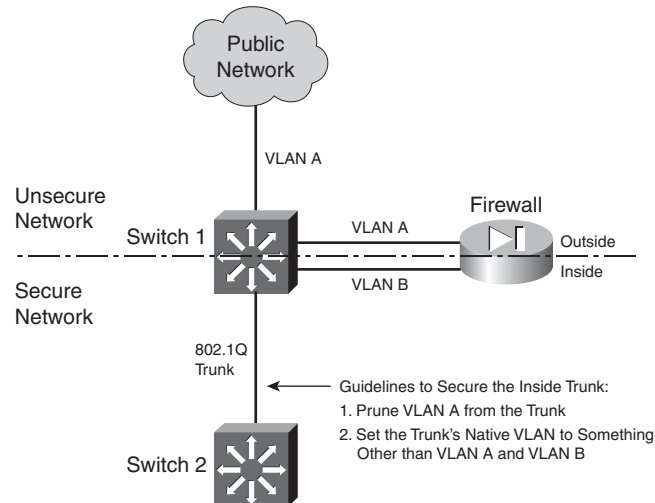 Public
Network
VLAN A
Unsecure
Network
Switch 1
VLAN A
Firewall
Outside
Inside
VLAN B
Secure
Network
802.1Q
Trunk
Guidelines to Secure the Inside Trunk:
1. Prune VLAN A from the Trunk
2. Set the Trunk's Native VLAN to Something
Other than VLAN A and VLAN B
Switch 2